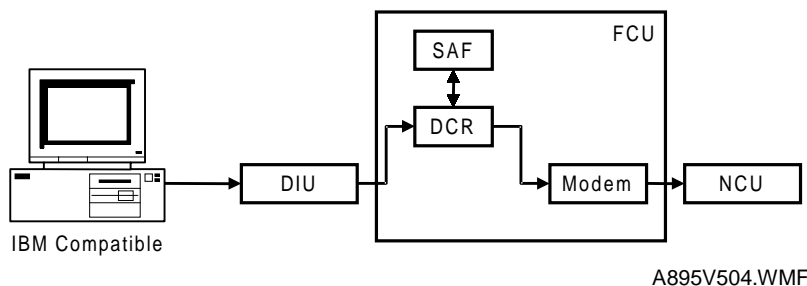 FCU
SAF
DCR
DIU
Modem
NCU
IBM Compatible
A895V504.WMF